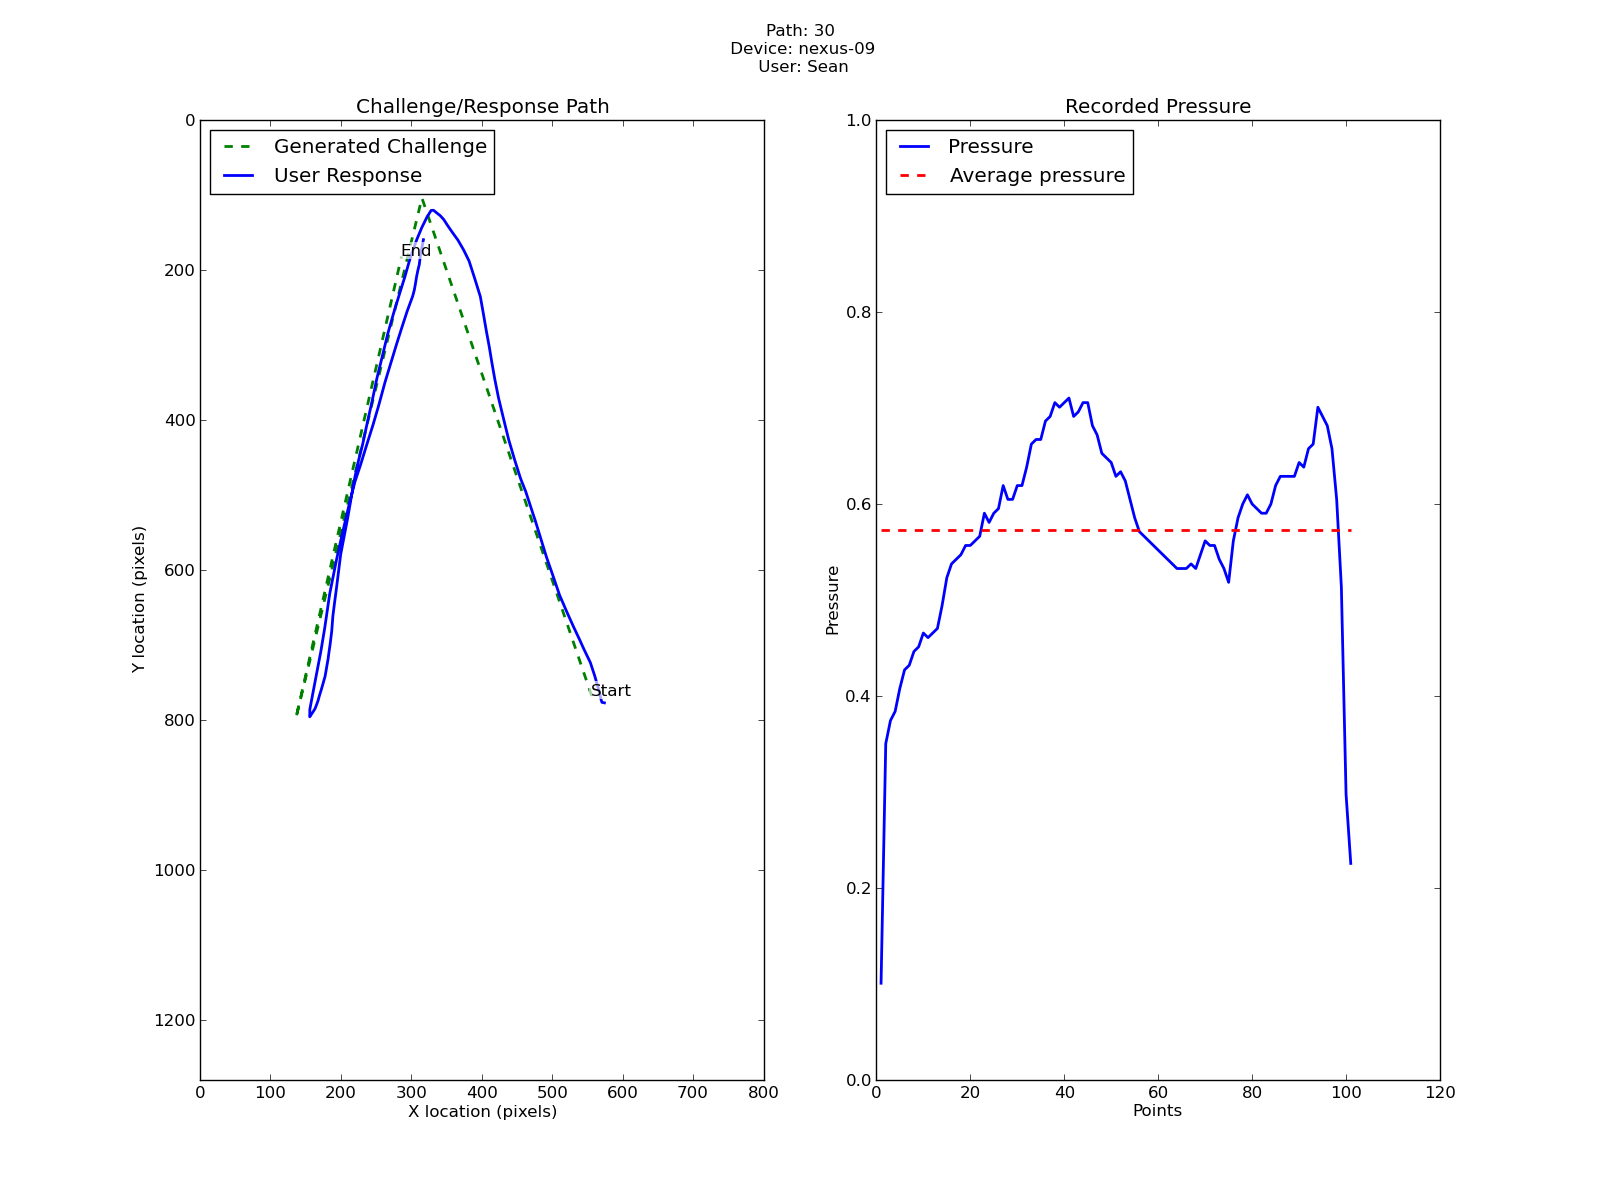 Path: 30
Device: nexus-09
User: Sean
Challenge/Response Path
Generated Challenge
User Response
End
Start
0
200
400
600
800
1000
1200
Y location (pixels)
0 100 200 300 400 500 600 700 800
X location (pixels)
Recorded Pressure
Pressure
Average pressure
1.0
0.8
0.6
0.4
0.2
0.0
Pressure
0 20 40 60 80 100 120
Points